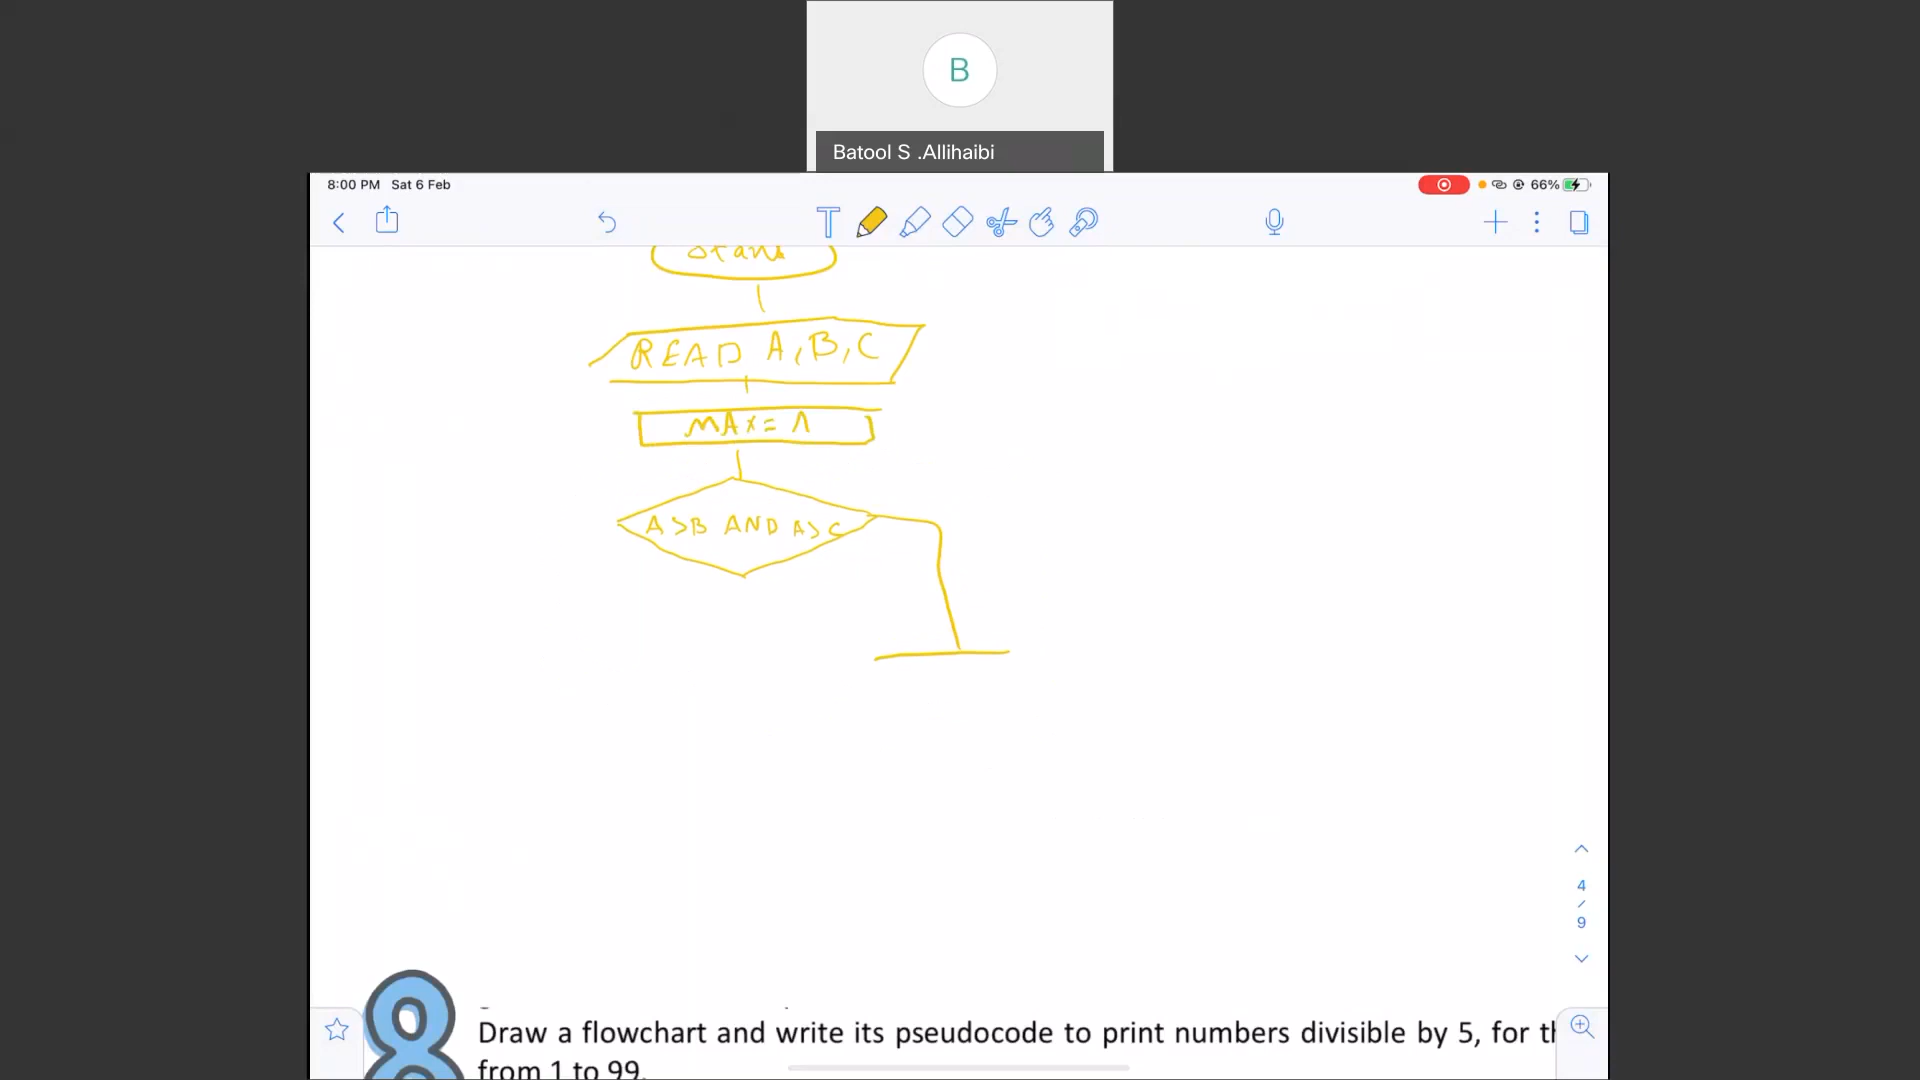 B
Batool S .Allihaibi
8:00 PM Sat 6 Feb
66%
T
READ A, B, C
MAX = A
A > B AND A > C
4
/
9
8
Draw a flowchart and write its pseudocode to print numbers divisible by 5, for
from 1 to 99.